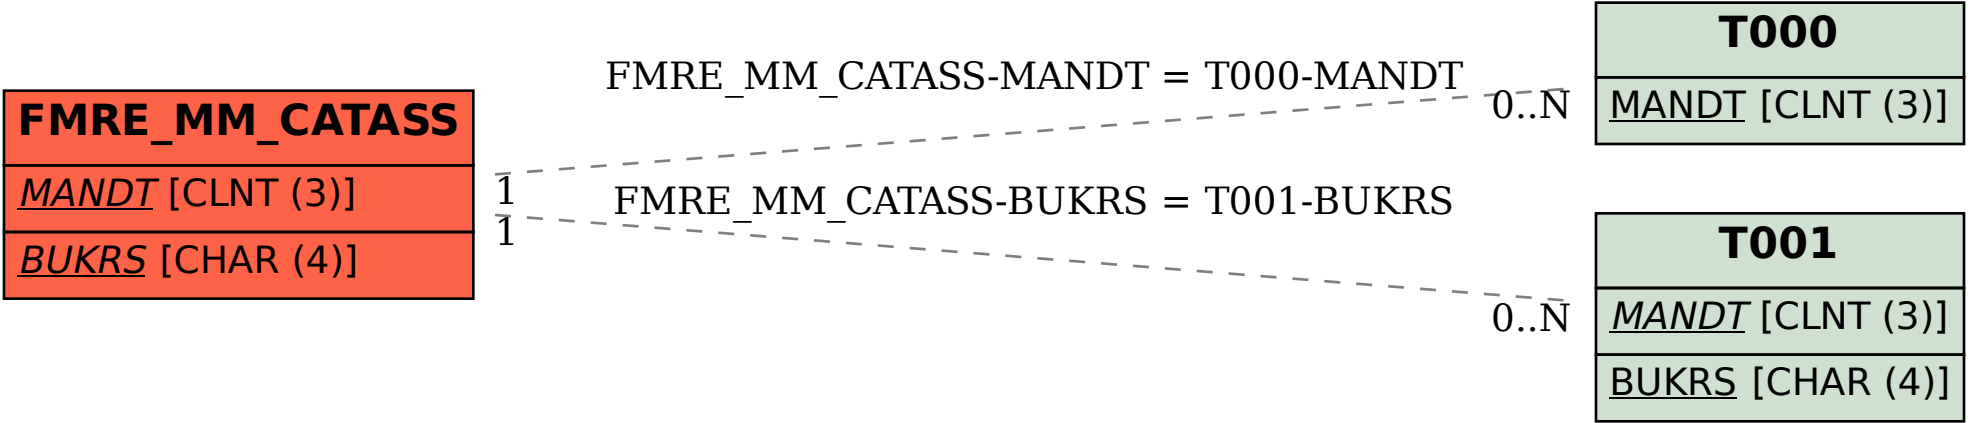 FMRE_MM_CATASS
MANDT [CLNT (3)]
BUKRS [CHAR (4)]
FMRE_MM_CATASS-MANDT = T000-MANDT
1
0..N
FMRE_MM_CATASS-BUKRS = T001-BUKRS
1
0..N
T000
MANDT [CLNT (3)]
T001
MANDT [CLNT (3)]
BUKRS [CHAR (4)]